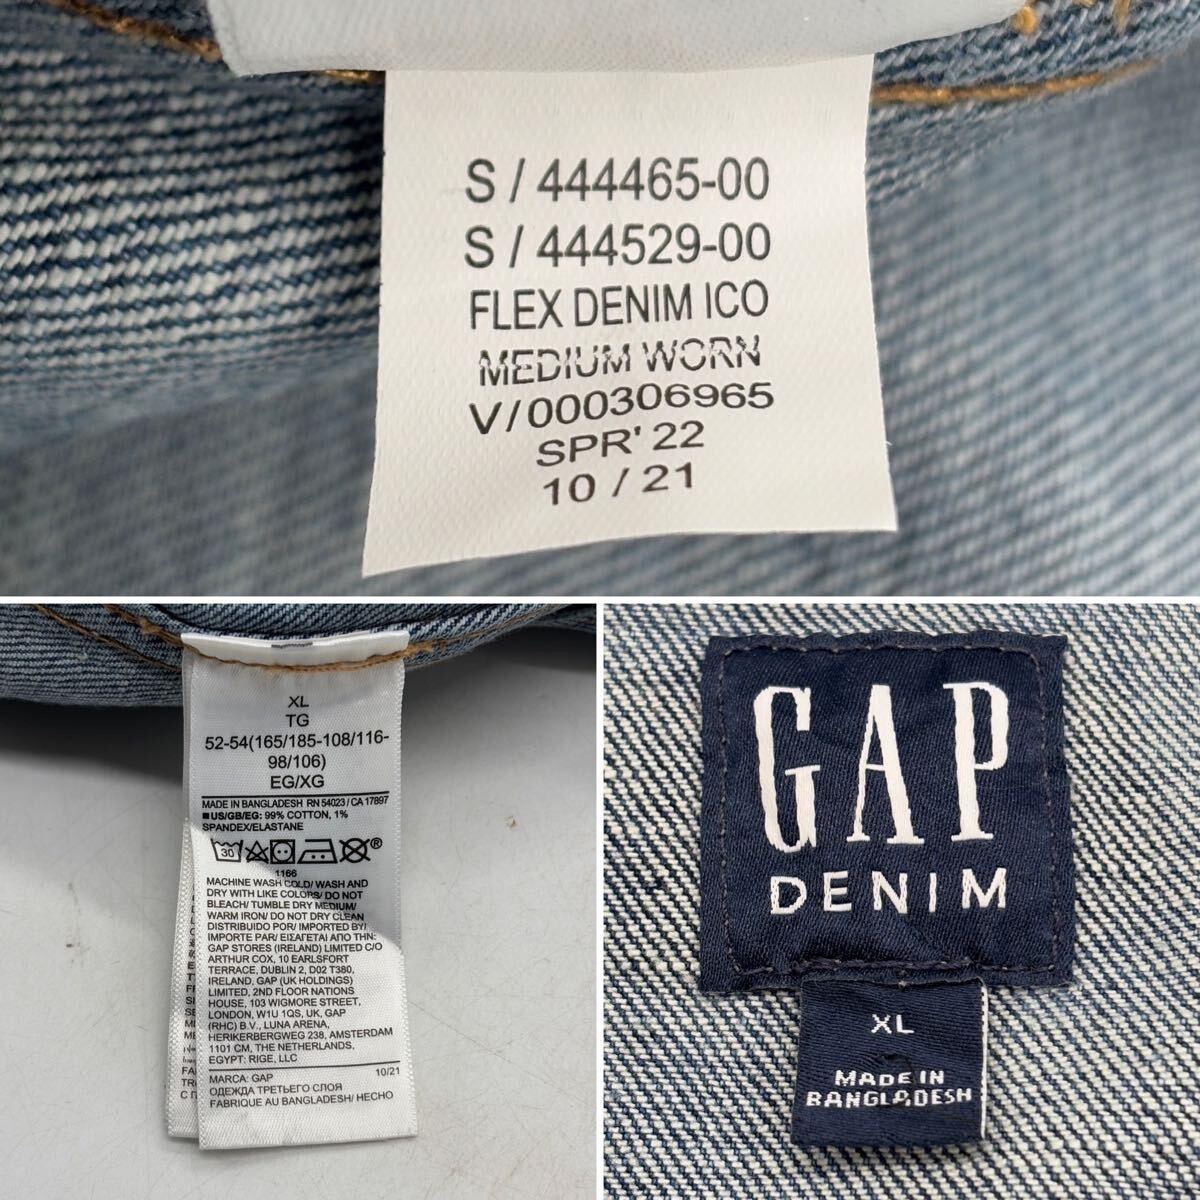 S / 444465-00
S / 444529-00
FLEX DENIM ICO
MEDIUM WORN
V/000306965
SPR' 22
10 / 21
XL
TG
52-54(165/185-108/116-
98/106)
EG/XG
MADE IN BANGLADESH RN 54023 / CA 17897
US/GB/EG: 99% COTTON, 1%
SPANDEX/ELASTANE
30
1166
MACHINE WASH COLD/ WASH AND
DRY WITH LIKE COLORS/ DO NOT
BLEACH/ TUMBLE DRY MEDIUM/
WARM IRON/ DO NOT DRY CLEAN
DISTRIBUIDO POR/ IMPORTED BY/
IMPORTE PAR/ ΕΙΣΑΓΕΤΑΙ ΑΠΟ ΤΗΝ:
GAP STORES (IRELAND) LIMITED C/O
ARTHUR COX, 10 EARLSFORT
TERRACE, DUBLIN 2, D02 T380,
IRELAND, GAP (UK HOLDINGS)
LIMITED, 2ND FLOOR NATIONS
HOUSE, 103 WIGMORE STREET,
LONDON, W1U 1QS, UK, GAP
(RHC) B.V., LUNA ARENA,
HERIKERBERGWEG 238, AMSTERDAM
1101 CM, THE NETHERLANDS,
EGYPT: RIGE, LLC
MARCA: GAP 10/21
ОДЕЖДА ТРЕТЬЕГО СЛОЯ
FABRIQUE AU BANGLADESH/ HECHO
GAP
DENIM
XL
MADE IN
BANGLADESH